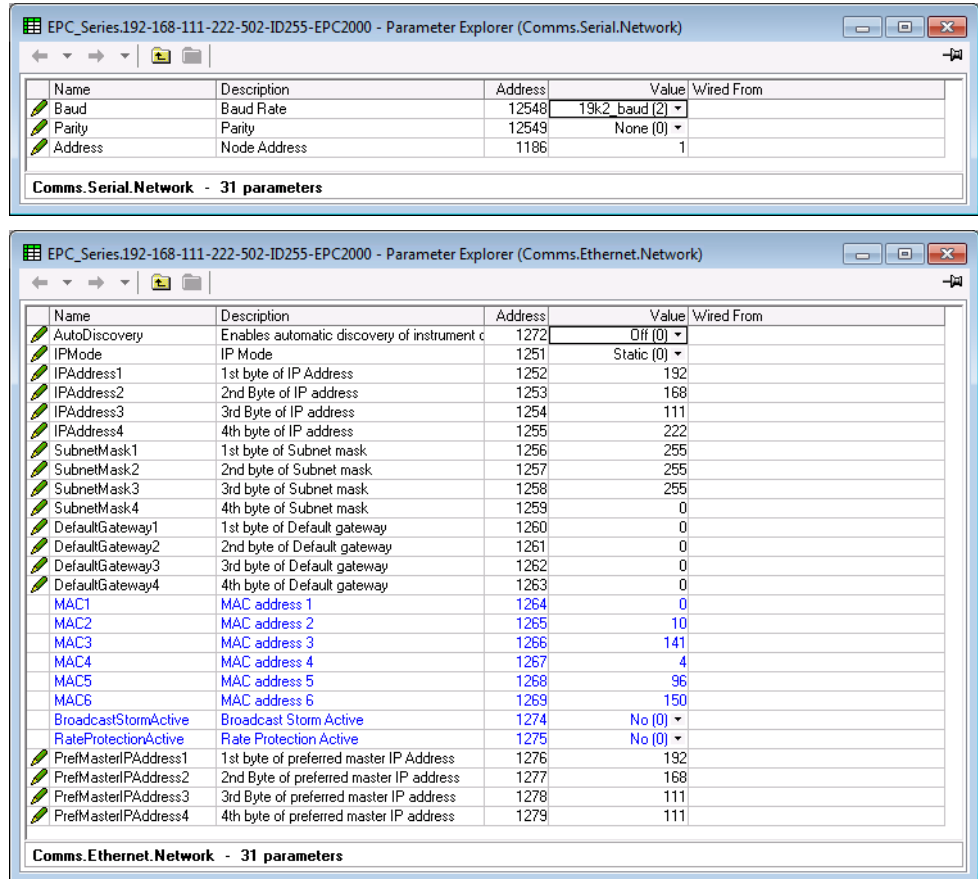 EPC_Series.192-168-111-222-502-ID255-EPC2000 - Parameter Explorer (Comms.Serial.Network)
Name Description Address Value Wired From
Baud Baud Rate 12548 19k2_baud (2)
Parity Parity 12549 None (0)
Address Node Address 1186 1
Comms.Serial.Network - 31 parameters
EPC_Series.192-168-111-222-502-ID255-EPC2000 - Parameter Explorer (Comms.Ethernet.Network)
Name Description Address Value Wired From
AutoDiscovery Enables automatic discovery of instrument c 1272 Off (0)
IPMode IP Mode 1251 Static (0)
IPAddress1 1st byte of IP Address 1252 192
IPAddress2 2nd Byte of IP address 1253 168
IPAddress3 3rd Byte of IP address 1254 111
IPAddress4 4th byte of IP address 1255 222
SubnetMask1 1st byte of Subnet mask 1256 255
SubnetMask2 2nd byte of Subnet mask 1257 255
SubnetMask3 3rd byte of Subnet mask 1258 255
SubnetMask4 4th byte of Subnet mask 1259 0
DefaultGateway1 1st byte of Default gateway 1260 0
DefaultGateway2 2nd byte of Default gateway 1261 0
DefaultGateway3 3rd byte of Default gateway 1262 0
DefaultGateway4 4th byte of Default gateway 1263 0
MAC1 MAC address 1 1264 0
MAC2 MAC address 2 1265 10
MAC3 MAC address 3 1266 141
MAC4 MAC address 4 1267 4
MAC5 MAC address 5 1268 96
MAC6 MAC address 6 1269 150
BroadcastStormActive Broadcast Storm Active 1274 No (0)
RateProtectionActive Rate Protection Active 1275 No (0)
PrefMasterIPAddress1 1st byte of preferred master IP Address 1276 192
PrefMasterIPAddress2 2nd Byte of preferred master IP address 1277 168
PrefMasterIPAddress3 3rd Byte of preferred master IP address 1278 111
PrefMasterIPAddress4 4th byte of preferred master IP address 1279 111
Comms.Ethernet.Network - 31 parameters